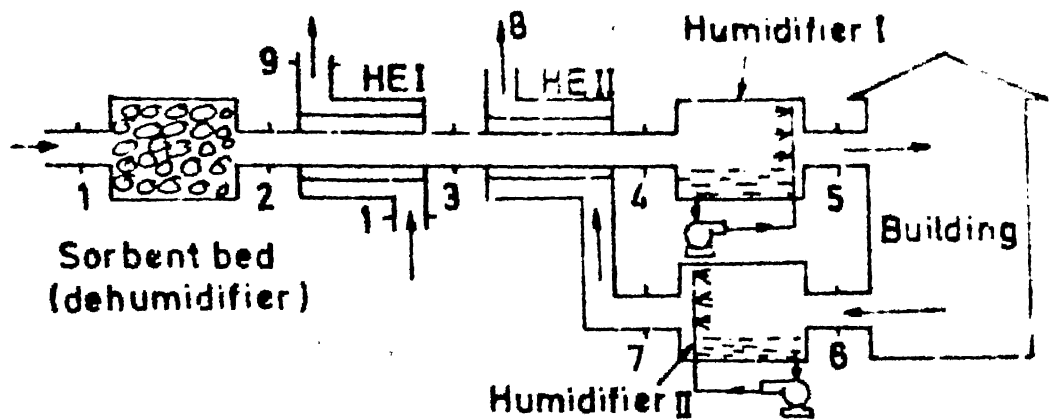 8
Humidifier I
9
HE I
HE II
1
2
3
4
5
1
Building
Sorbent bed
(dehumidifier)
7
6
Humidifier II